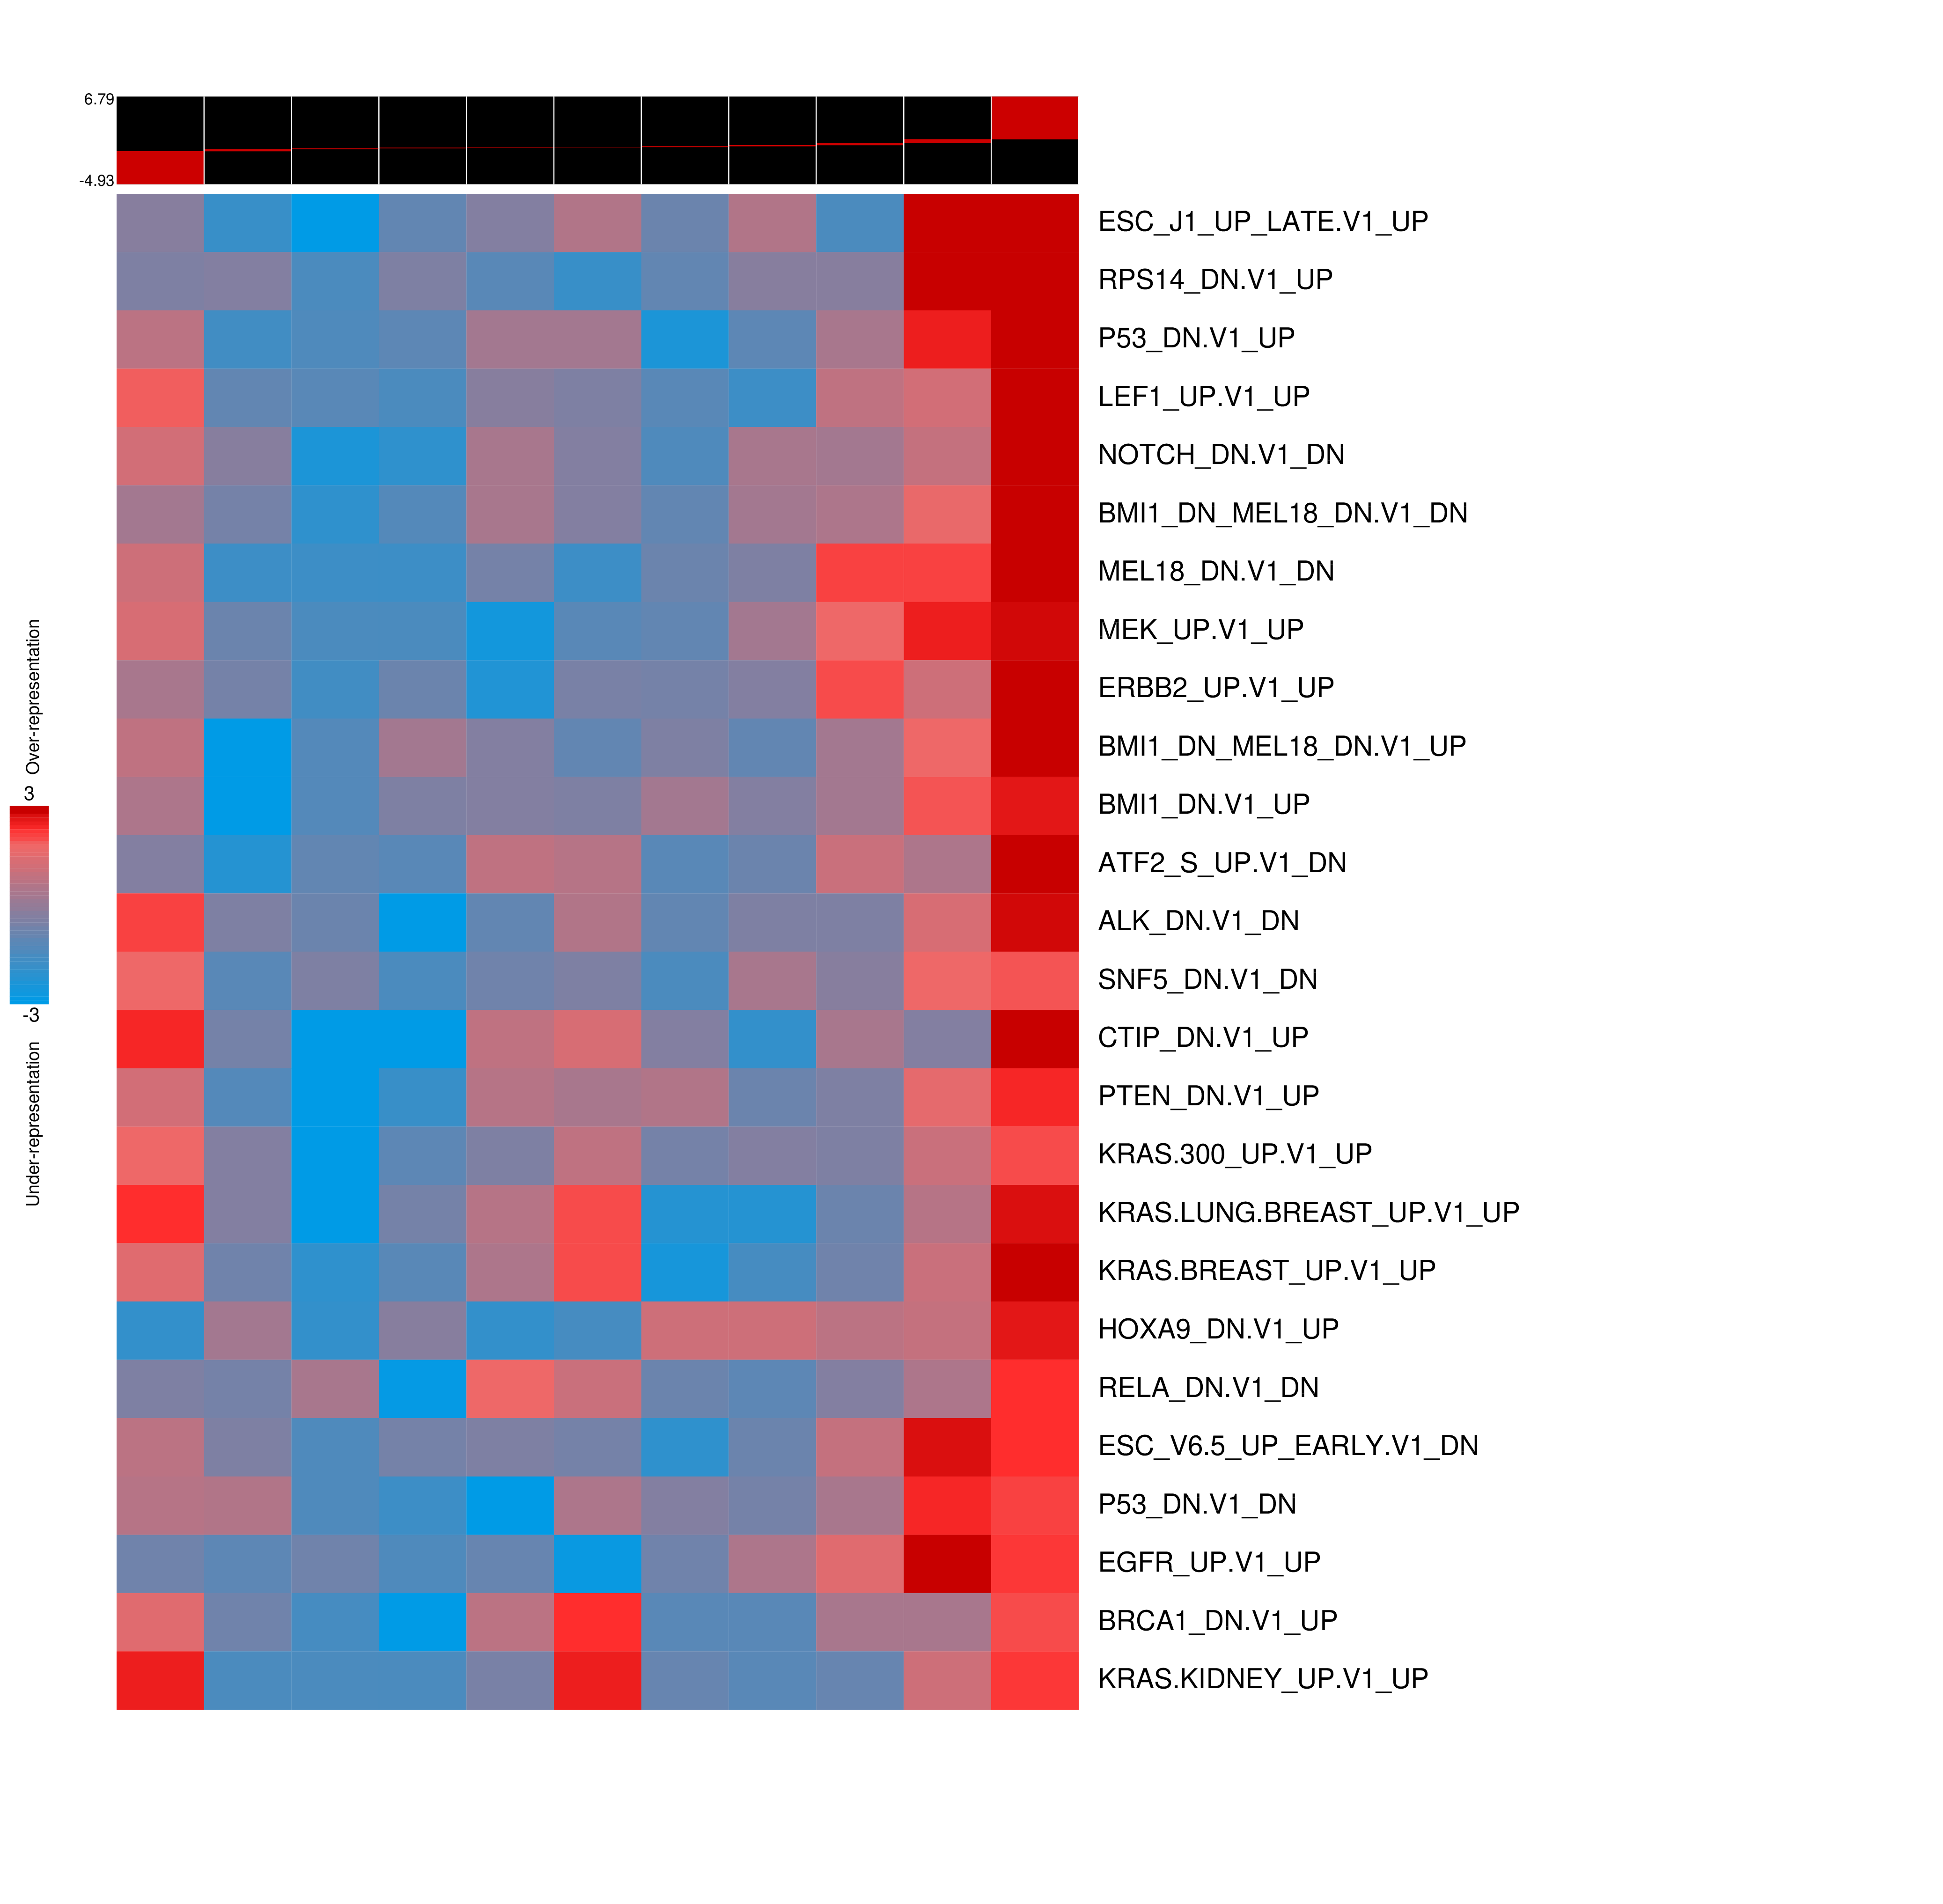 6.79
-4.93
ESC_J1_UP_LATE.V1_UP
RPS14_DN.V1_UP
P53_DN.V1_UP
LEF1_UP.V1_UP
NOTCH_DN.V1_DN
BMI1_DN_MEL18_DN.V1_DN
MEL18_DN.V1_DN
MEK_UP.V1_UP
ERBB2_UP.V1_UP
BMI1_DN_MEL18_DN.V1_UP
BMI1_DN.V1_UP
ATF2_S_UP.V1_DN
ALK_DN.V1_DN
SNF5_DN.V1_DN
CTIP_DN.V1_UP
PTEN_DN.V1_UP
KRAS.300_UP.V1_UP
KRAS.LUNG.BREAST_UP.V1_UP
KRAS.BREAST_UP.V1_UP
HOXA9_DN.V1_UP
RELA_DN.V1_DN
ESC_V6.5_UP_EARLY.V1_DN
P53_DN.V1_DN
EGFR_UP.V1_UP
BRCA1_DN.V1_UP
KRAS.KIDNEY_UP.V1_UP
Over-representation
3
-3
Under-representation